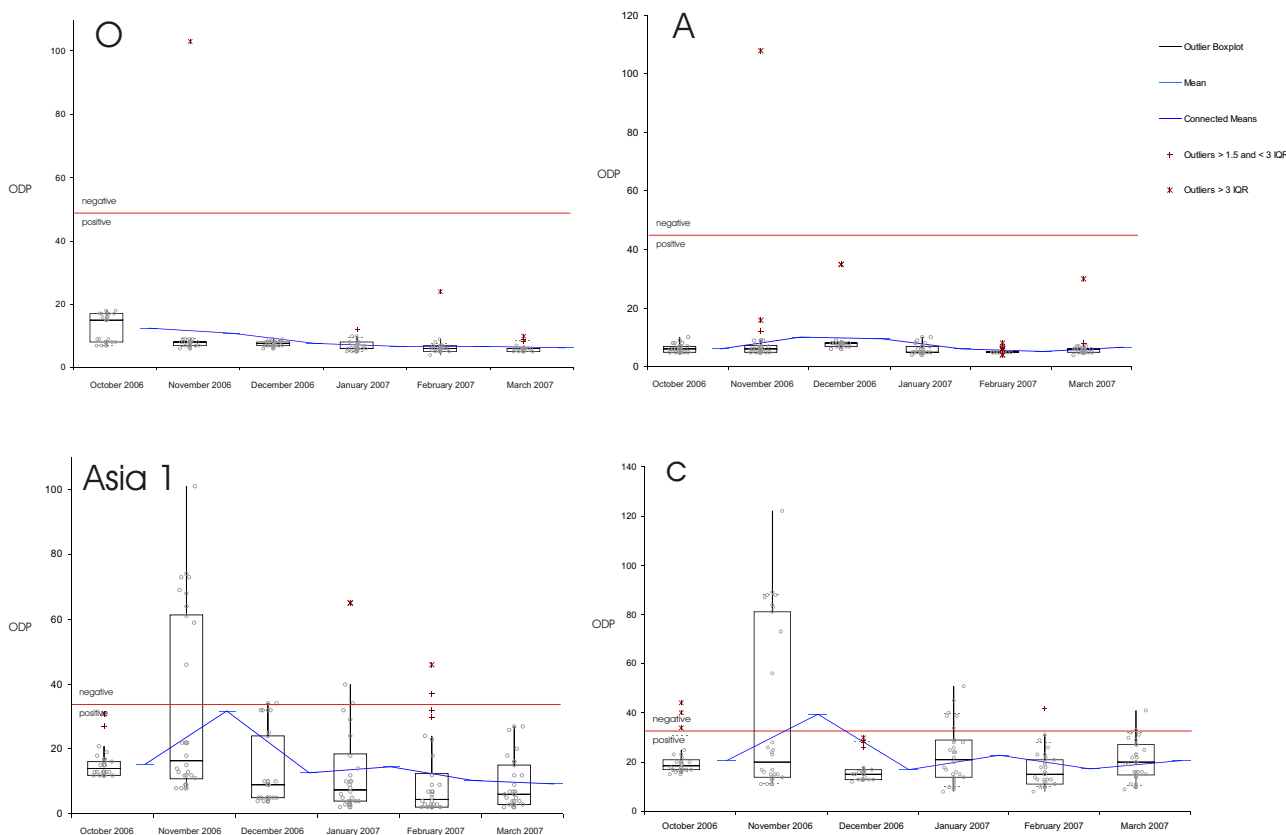 O
100
80
60
ODP
40
20
0
negative
positive
October 2006 November 2006 December 2006 January 2007 February 2007 March 2007
A
120
100
80
60
ODP
40
20
0
negative
positive
October 2006 November 2006 December 2006 January 2007 February 2007 March 2007
Outlier Boxplot
Mean
Connected Means
Outliers > 1.5 and < 3 IQR
Outliers > 3 IQR
Asia 1
100
80
60
ODP
40
20
0
negative
positive
October 2006 November 2006 December 2006 January 2007 February 2007 March 2007
C
140
120
100
80
ODP
60
40
20
0
negative
positive
October 2006 November 2006 December 2006 January 2007 February 2007 March 2007